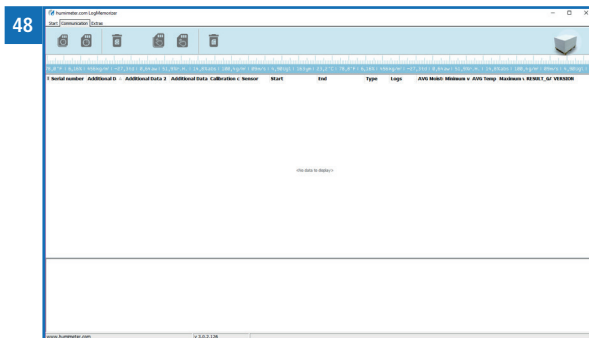 48
humimeter.com LogMemorizer
Start Communication Extras
Serial number Additional D Additional Data 2 Additional Data Calibration c Sensor Start End Type Logs AVG Moist Minimum v AVG Temp Maximum v RESULT_G/ VERSION
<No data to display>
www.humimeter.com v 3.0.2.126